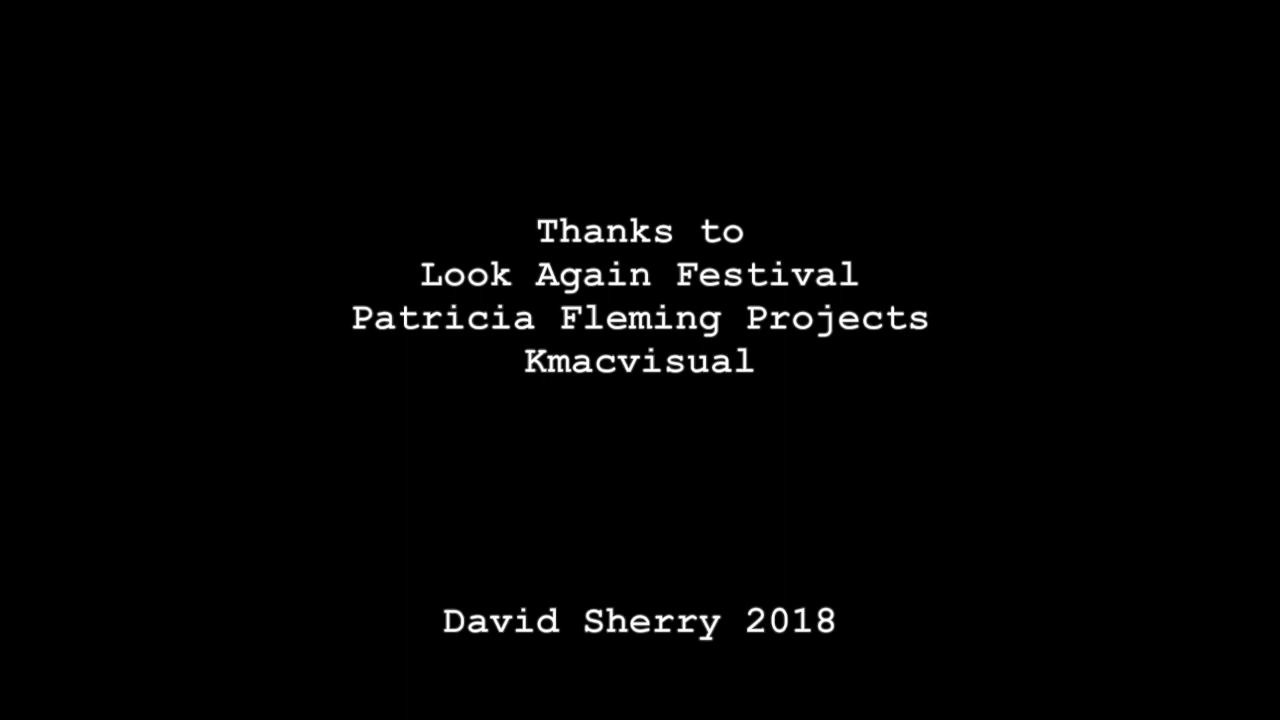 Thanks to
Look Again Festival
Patricia Fleming Projects
Kmacvisual
David Sherry 2018